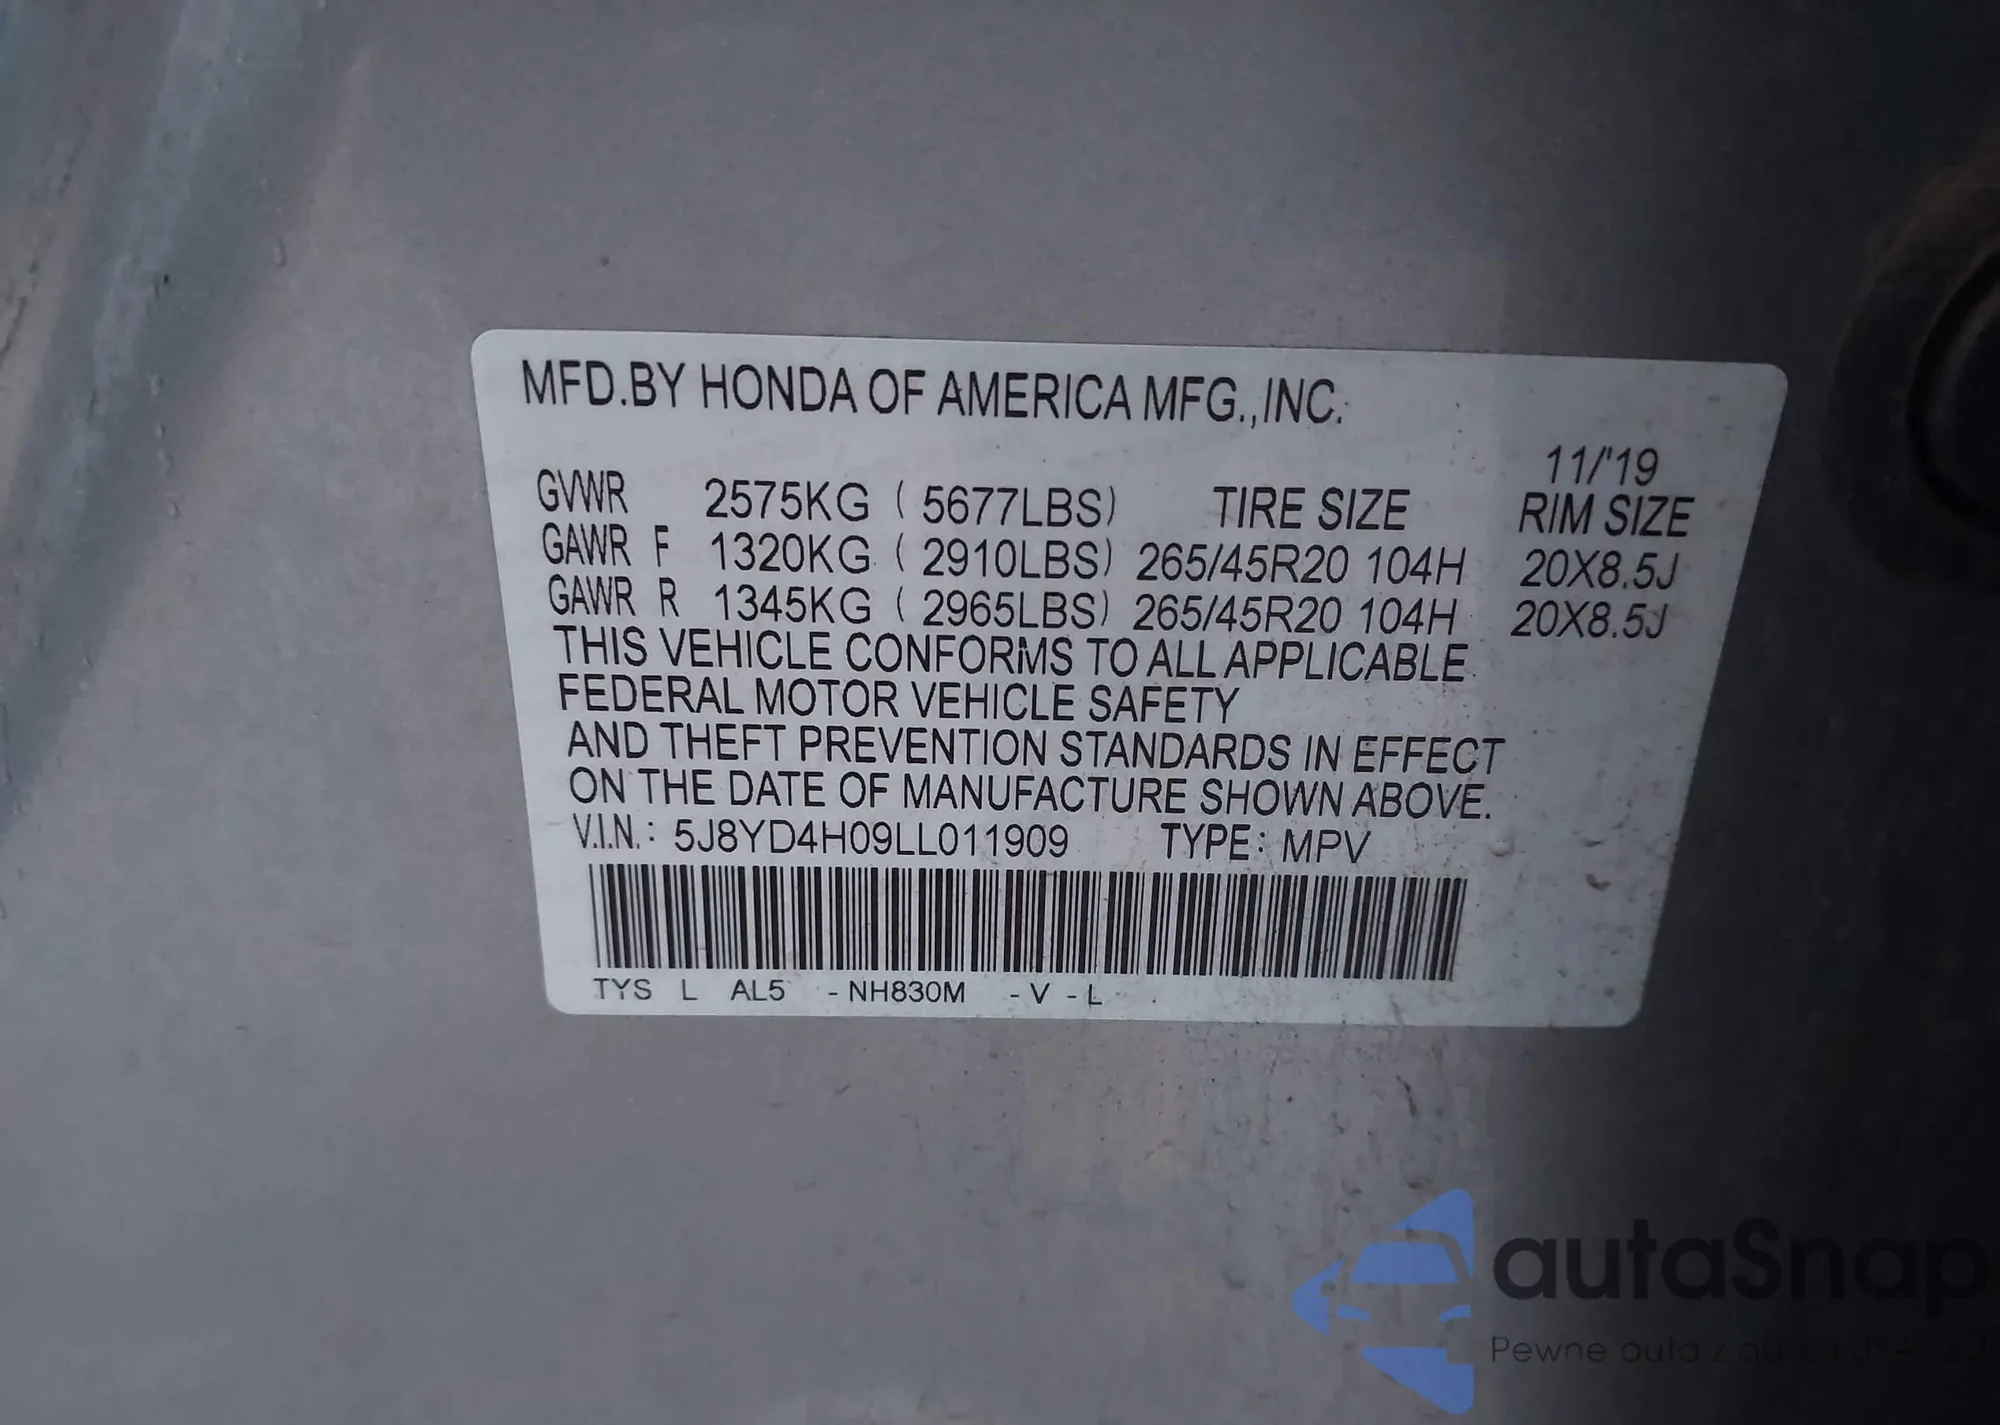 MFD.BY HONDA OF AMERICA MFG.,INC.
11/'19
GVWR 2575KG ( 5677LBS) TIRE SIZE RIM SIZE
GAWR F 1320KG ( 2910LBS) 265/45R20 104H 20X8.5J
GAWR R 1345KG ( 2965LBS) 265/45R20 104H 20X8.5J
THIS VEHICLE CONFORMS TO ALL APPLICABLE
FEDERAL MOTOR VEHICLE SAFETY
AND THEFT PREVENTION STANDARDS IN EFFECT
ON THE DATE OF MANUFACTURE SHOWN ABOVE.
V.I.N.: 5J8YD4H09LL011909 TYPE: MPV
TYS L AL5 -NH830M -V -L
autaSnap
Pewne auta z